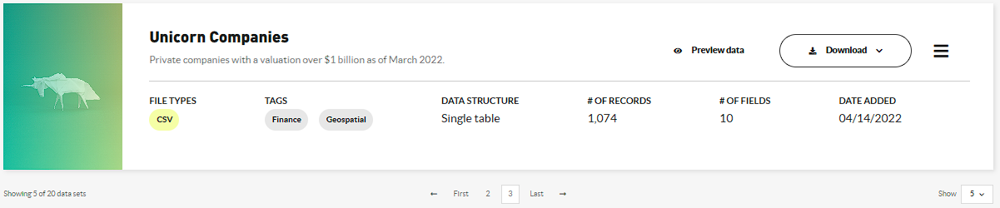 Unicorn Companies
Private companies with a valuation over $1 billion as of March 2022.
Preview data
Download
FILE TYPES TAGS DATA STRUCTURE # OF RECORDS # OF FIELDS DATE ADDED
CSV Finance Geospatial Single table 1,074 10 04/14/2022
Showing 5 of 20 data sets ← First 2 3 Last → Show 5